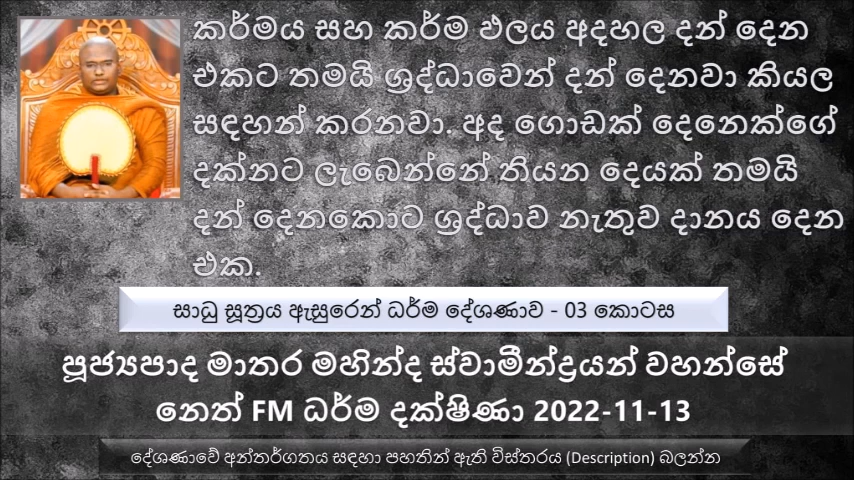 කර්මය සහ කර්ම ඵලය අදහල දන් දෙන
එකට තමයි ශ්‍රද්ධාවෙන් දන් දෙනවා කියල
සඳහන් කරනවා. අද ගොඩක් දෙනෙක්ගේ
දක්නට ලැබෙන්නේ තියන දෙයක් තමයි
දන් දෙනකොට ශ්‍රද්ධාව නැතුව දානය දෙන
එක.
සාධු සූත්‍රය ඇසුරෙන් ධර්ම දේශණාව - 03 කොටස
පූජ්‍යපාද මාතර මහින්ද ස්වාමීන්ද්‍රයන් වහන්සේ
නෙත් FM ධර්ම දක්ෂිණා 2022-11-13
දේශණාවේ අන්තර්ගතය සඳහා පහතින් ඇති විස්තරය (Description) බලන්න